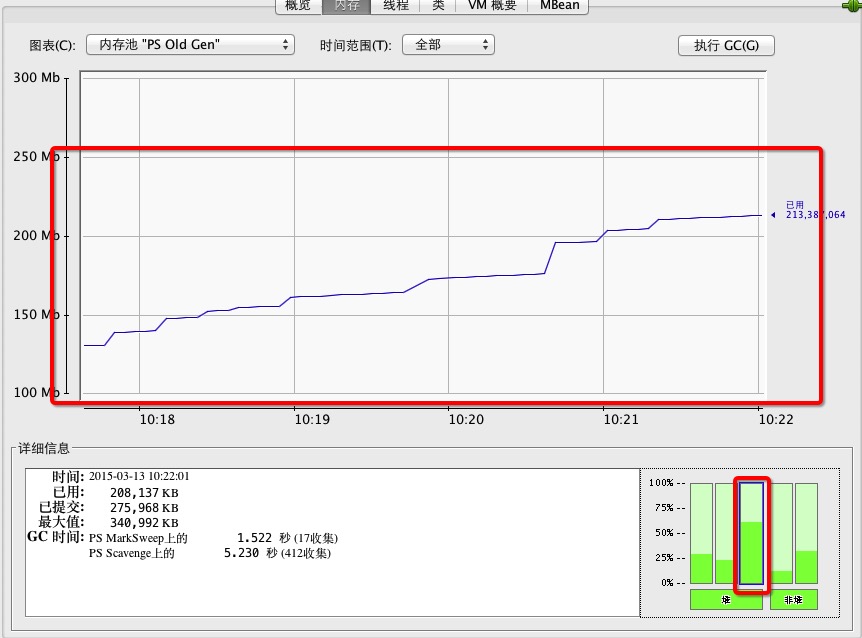 概览 内存 线程 类 VM 概要 MBean
图表(C): 内存池 "PS Old Gen" 时间范围(T): 全部 执行 GC(G)
300 Mb
250 Mb
已用
213,387,064
200 Mb
150 Mb
100 Mb
10:18 10:19 10:20 10:21 10:22
详细信息
时间: 2015-03-13 10:22:01
已用: 208,137 KB
已提交: 275,968 KB
最大值: 340,992 KB
GC 时间: PS MarkSweep上的 1.522 秒 (17收集)
PS Scavenge上的 5.230 秒 (412收集)
100% --
75% --
50% --
25% --
0% --
堆 非堆